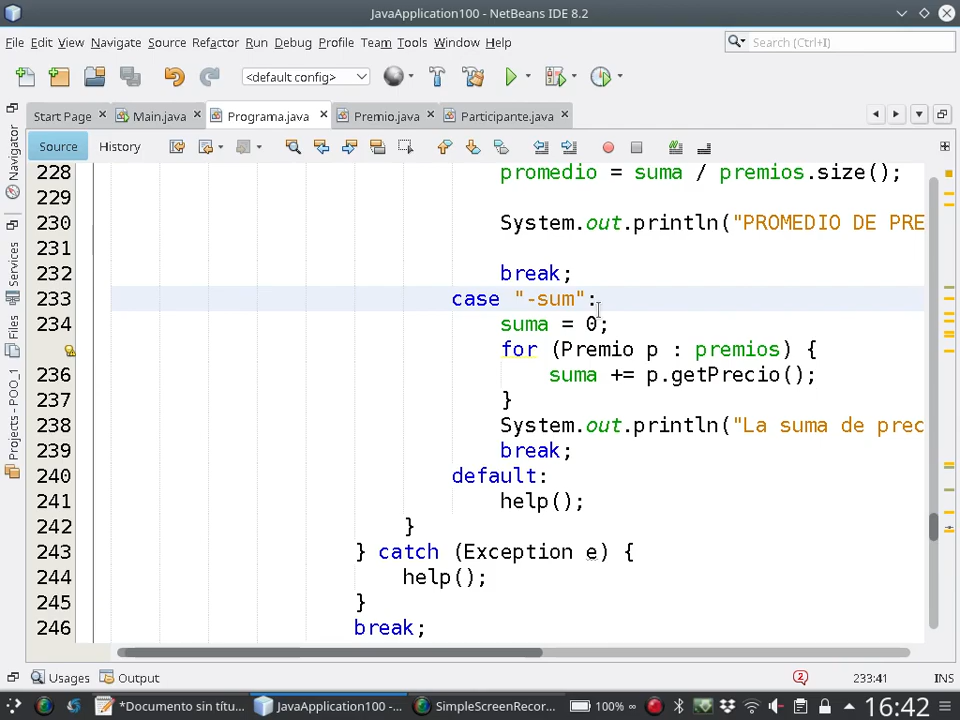 JavaApplication100 - NetBeans IDE 8.2
File Edit View Navigate Source Refactor Run Debug Profile Team Tools Window Help
Search (Ctrl+I)
<default config>
Start Page Main.java Programa.java Premio.java Participante.java
Source History
Navigator
Services
Files
Projects - POO_1
228 promedio = suma / premios.size();
229
230 System.out.println("PROMEDIO DE PRE
231
232 break;
233 case "-sum":
234 suma = 0;
for (Premio p : premios) {
236 suma += p.getPrecio();
237 }
238 System.out.println("La suma de prec
239 break;
240 default:
241 help();
242 }
243 } catch (Exception e) {
244 help();
245 }
246 break;
Usages Output 2 233:41 INS
*Documento sin títu... JavaApplication100 -... SimpleScreenRecor... 100% ∞ 16:42